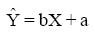 Ŷ = bX + a